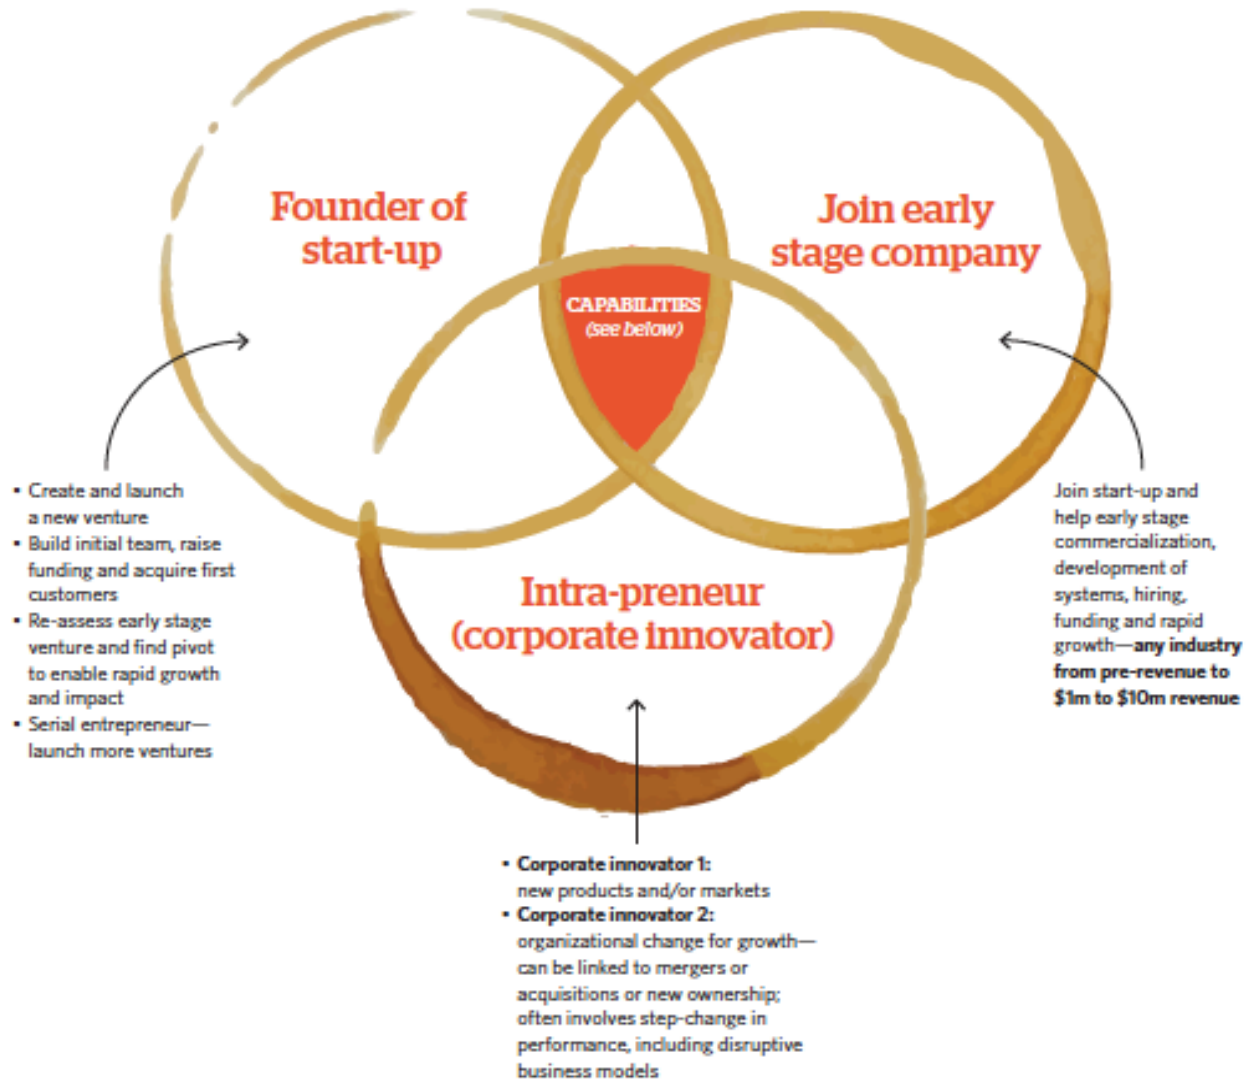 Founder of
start-up
Join early
stage company
CAPABILITIES
(see below)
Intra-preneur
(corporate innovator)
▪ Create and launch
a new venture
▪ Build initial team, raise
funding and acquire first
customers
▪ Re-assess early stage
venture and find pivot
to enable rapid growth
and impact
▪ Serial entrepreneur—
launch more ventures
Join start-up and
help early stage
commercialization,
development of
systems, hiring,
funding and rapid
growth—any industry
from pre-revenue to
$1m to $10m revenue
▪ Corporate innovator 1:
new products and/or markets
▪ Corporate innovator 2:
organizational change for growth—
can be linked to mergers or
acquisitions or new ownership;
often involves step-change in
performance, including disruptive
business models